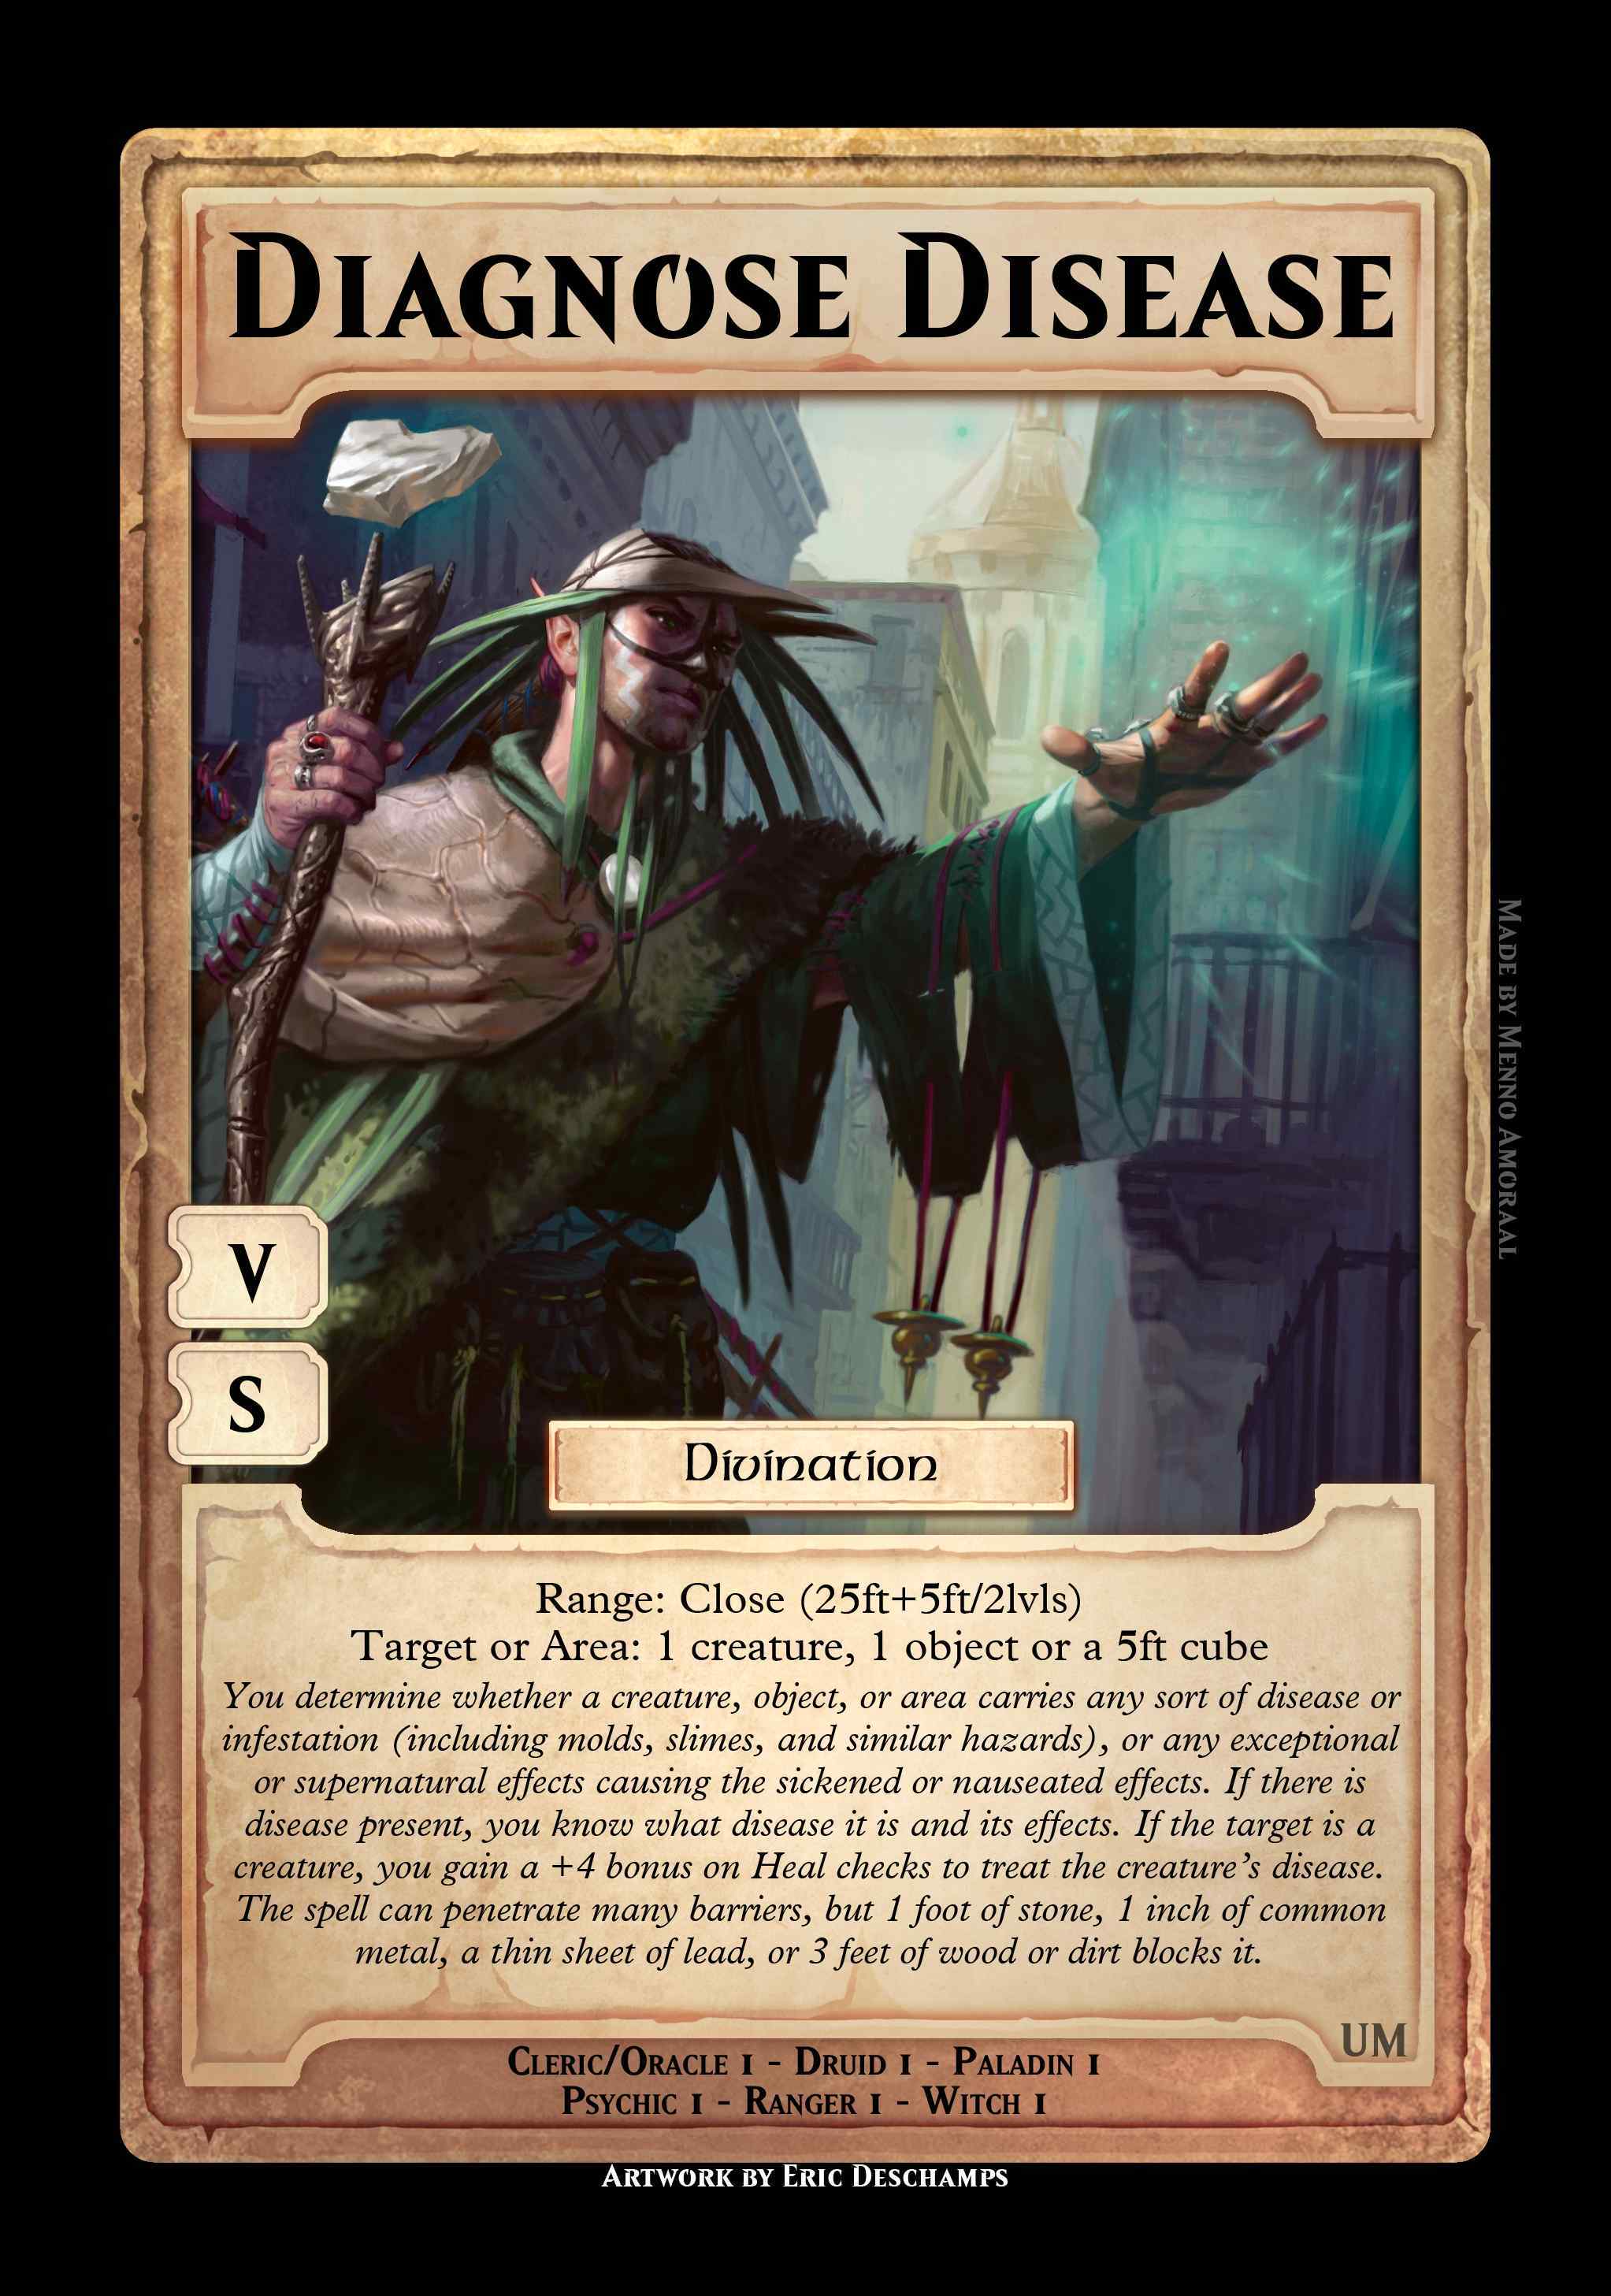 Diagnose Disease
V
S
Divination
Range: Close (25ft+5ft/2lvls)
Target or Area: 1 creature, 1 object or a 5ft cube
You determine whether a creature, object, or area carries any sort of disease or
infestation (including molds, slimes, and similar hazards), or any exceptional
or supernatural effects causing the sickened or nauseated effects. If there is
disease present, you know what disease it is and its effects. If the target is a
creature, you gain a +4 bonus on Heal checks to treat the creature's disease.
The spell can penetrate many barriers, but 1 foot of stone, 1 inch of common
metal, a thin sheet of lead, or 3 feet of wood or dirt blocks it.
UM
Cleric/Oracle 1 - Druid 1 - Paladin 1
Psychic 1 - Ranger 1 - Witch 1
Artwork by Eric Deschamps
Made by Menno Amoraal